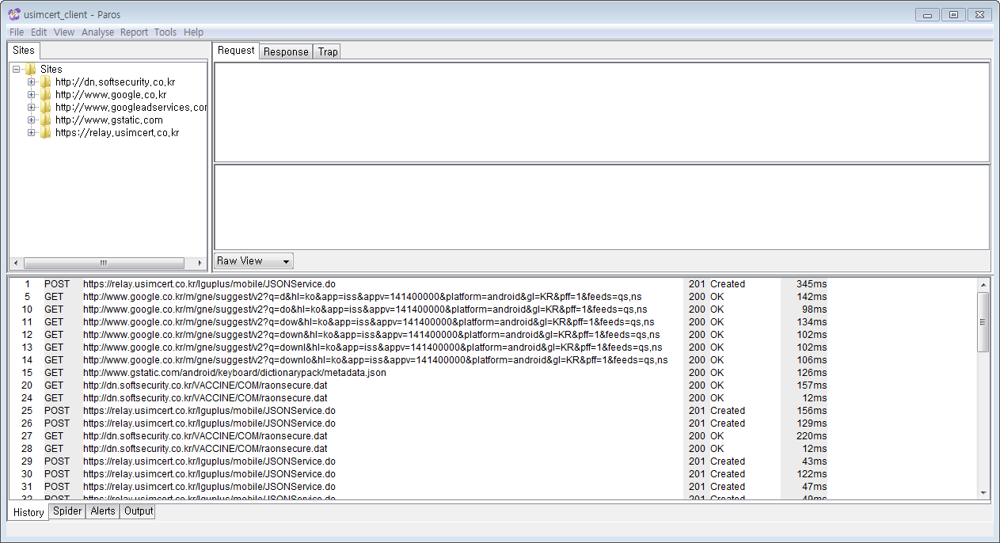 usimcert_client - Paros
File Edit View Analyse Report Tools Help
Sites
Sites
http://dn.softsecurity.co.kr
http://www.google.co.kr
http://www.googleadservices.cor
http://www.gstatic.com
https://relay.usimcert.co.kr
Request Response Trap
Raw View
1 POST https://relay.usimcert.co.kr/lguplus/mobile/JSONService.do 201 Created 345ms
5 GET http://www.google.co.kr/m/gne/suggest/v2?q=d&hl=ko&app=iss&appv=141400000&platform=android&gl=KR&pff=1&feeds=qs,ns 200 OK 142ms
10 GET http://www.google.co.kr/m/gne/suggest/v2?q=do&hl=ko&app=iss&appv=141400000&platform=android&gl=KR&pff=1&feeds=qs,ns 200 OK 98ms
11 GET http://www.google.co.kr/m/gne/suggest/v2?q=dow&hl=ko&app=iss&appv=141400000&platform=android&gl=KR&pff=1&feeds=qs,ns 200 OK 134ms
12 GET http://www.google.co.kr/m/gne/suggest/v2?q=down&hl=ko&app=iss&appv=141400000&platform=android&gl=KR&pff=1&feeds=qs,ns 200 OK 102ms
13 GET http://www.google.co.kr/m/gne/suggest/v2?q=downl&hl=ko&app=iss&appv=141400000&platform=android&gl=KR&pff=1&feeds=qs,ns 200 OK 102ms
14 GET http://www.google.co.kr/m/gne/suggest/v2?q=downlo&hl=ko&app=iss&appv=141400000&platform=android&gl=KR&pff=1&feeds=qs,ns 200 OK 106ms
15 GET http://www.gstatic.com/android/keyboard/dictionarypack/metadata.json 200 OK 126ms
20 GET http://dn.softsecurity.co.kr/VACCINE/COM/raonsecure.dat 200 OK 157ms
24 GET http://dn.softsecurity.co.kr/VACCINE/COM/raonsecure.dat 200 OK 12ms
25 POST https://relay.usimcert.co.kr/lguplus/mobile/JSONService.do 201 Created 156ms
26 POST https://relay.usimcert.co.kr/lguplus/mobile/JSONService.do 201 Created 129ms
27 GET http://dn.softsecurity.co.kr/VACCINE/COM/raonsecure.dat 200 OK 220ms
28 GET http://dn.softsecurity.co.kr/VACCINE/COM/raonsecure.dat 200 OK 12ms
29 POST https://relay.usimcert.co.kr/lguplus/mobile/JSONService.do 201 Created 43ms
30 POST https://relay.usimcert.co.kr/lguplus/mobile/JSONService.do 201 Created 122ms
31 POST https://relay.usimcert.co.kr/lguplus/mobile/JSONService.do 201 Created 47ms
32 POST https://relay.usimcert.co.kr/lguplus/mobile/JSONService.do 201 Created 49ms
History Spider Alerts Output